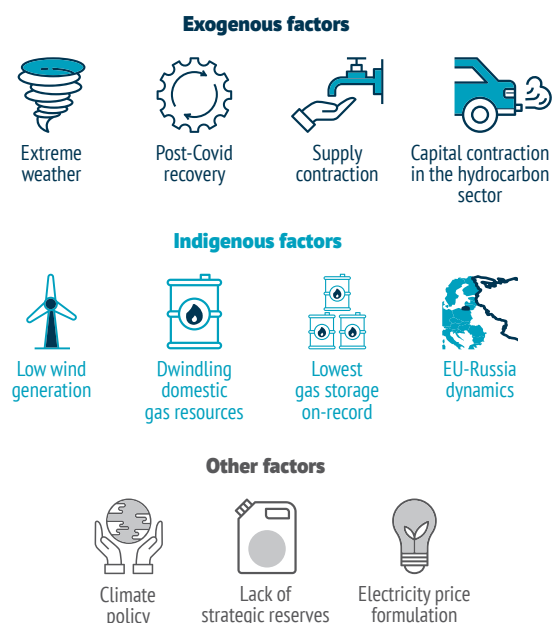 Exogenous factors
Extreme
weather
Post-Covid
recovery
Supply
contraction
Capital contraction
in the hydrocarbon
sector
Indigenous factors
Low wind
generation
Dwindling
domestic
gas resources
Lowest
gas storage
on-record
EU-Russia
dynamics
Other factors
Climate
policy
Lack of
strategic reserves
Electricity price
formulation